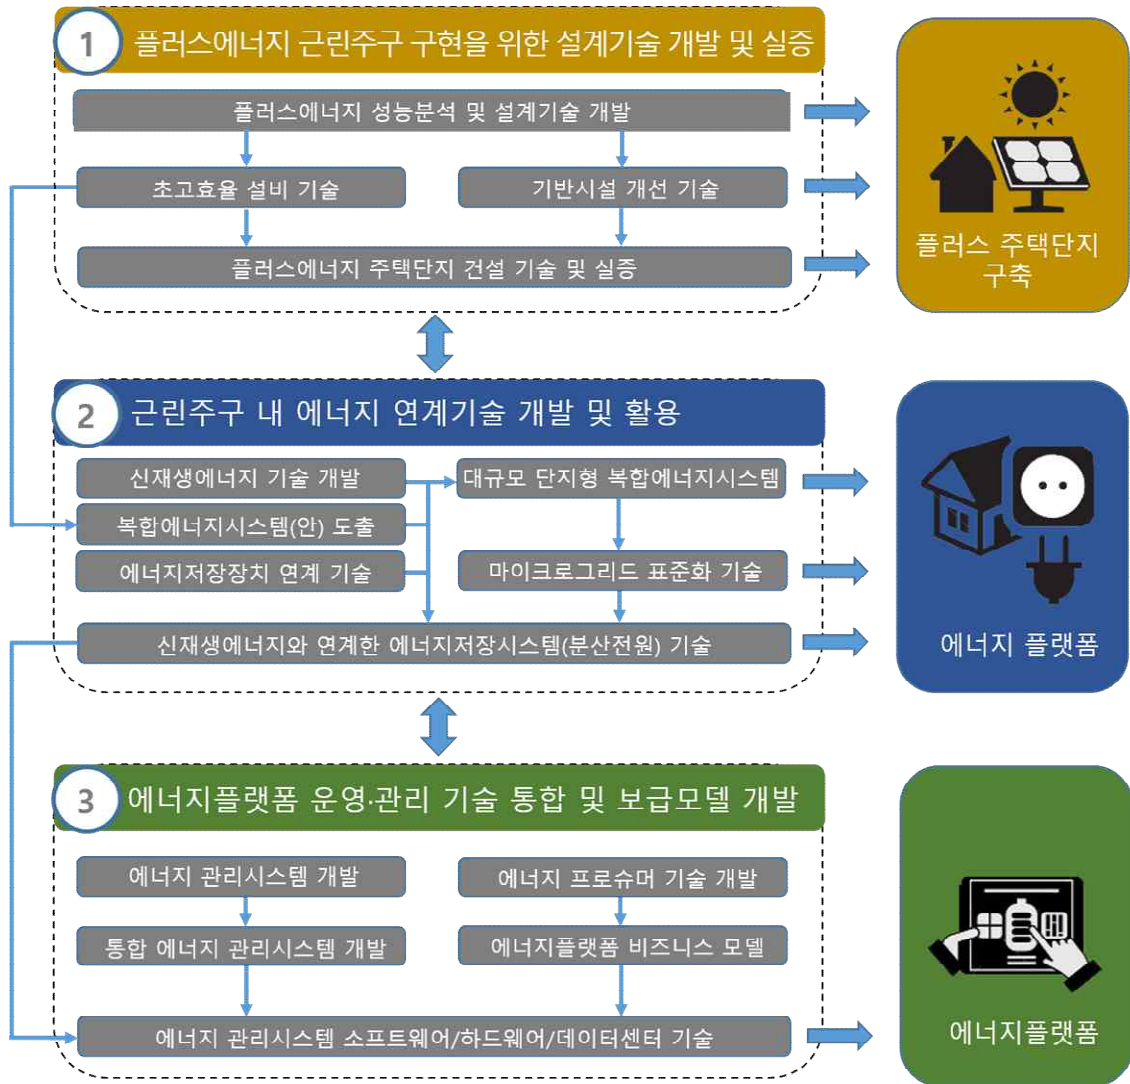 1 플러스에너지 근린주구 구현을 위한 설계기술 개발 및 실증
플러스에너지 성능분석 및 설계기술 개발
초고효율 설비 기술
기반시설 개선 기술
플러스에너지 주택단지 건설 기술 및 실증
플러스 주택단지
구축
2 근린주구 내 에너지 연계기술 개발 및 활용
신재생에너지 기술 개발
대규모 단지형 복합에너지시스템
복합에너지시스템(안) 도출
에너지저장장치 연계 기술
마이크로그리드 표준화 기술
신재생에너지와 연계한 에너지저장시스템(분산전원) 기술
에너지 플랫폼
3 에너지플랫폼 운영·관리 기술 통합 및 보급모델 개발
에너지 관리시스템 개발
에너지 프로슈머 기술 개발
통합 에너지 관리시스템 개발
에너지플랫폼 비즈니스 모델
에너지 관리시스템 소프트웨어/하드웨어/데이터센터 기술
에너지플랫폼